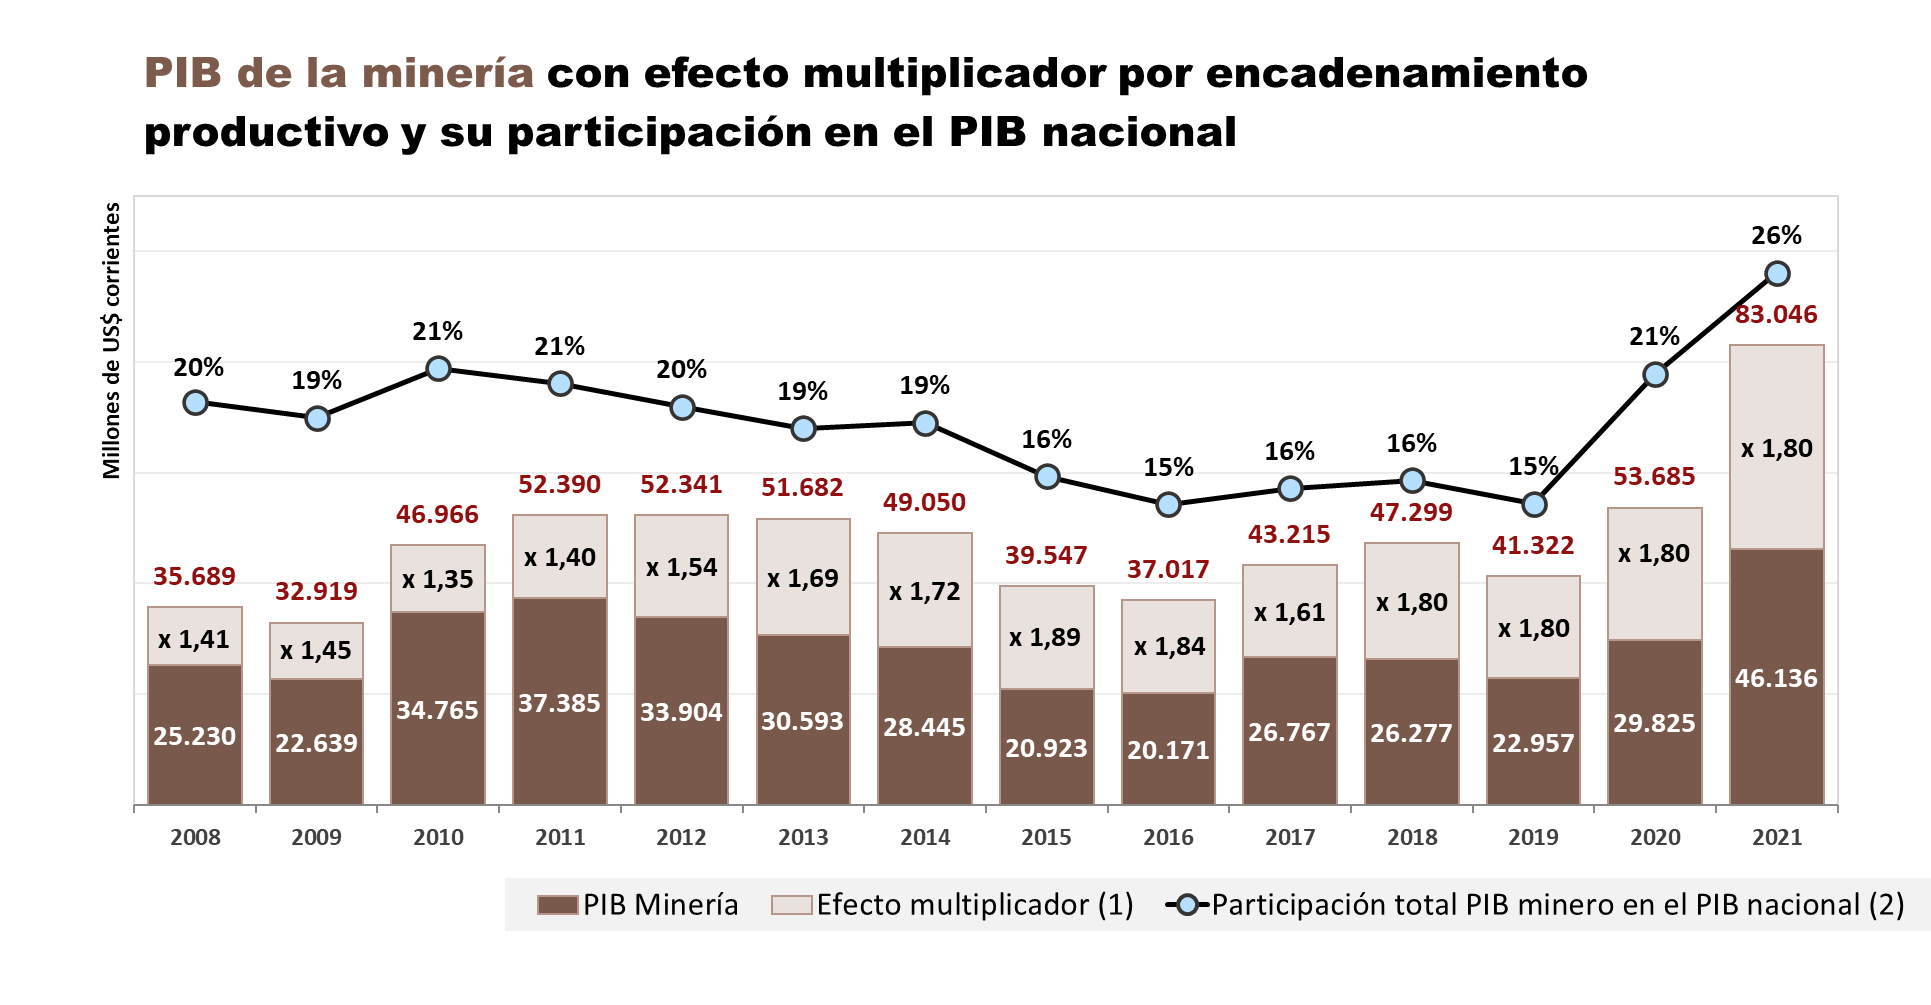 PIB de la minería con efecto multiplicador por encadenamiento
productivo y su participación en el PIB nacional
Millones de US$ corrientes
20% 19% 21% 21% 20% 19% 19% 16% 15% 16% 16% 15% 21% 26%
35.689 32.919 46.966 52.390 52.341 51.682 49.050 39.547 37.017 43.215 47.299 41.322 53.685 83.046
x 1,41 x 1,45 x 1,35 x 1,40 x 1,54 x 1,69 x 1,72 x 1,89 x 1,84 x 1,61 x 1,80 x 1,80 x 1,80 x 1,80
25.230 22.639 34.765 37.385 33.904 30.593 28.445 20.923 20.171 26.767 26.277 22.957 29.825 46.136
2008 2009 2010 2011 2012 2013 2014 2015 2016 2017 2018 2019 2020 2021
PIB Minería Efecto multiplicador (1) Participación total PIB minero en el PIB nacional (2)